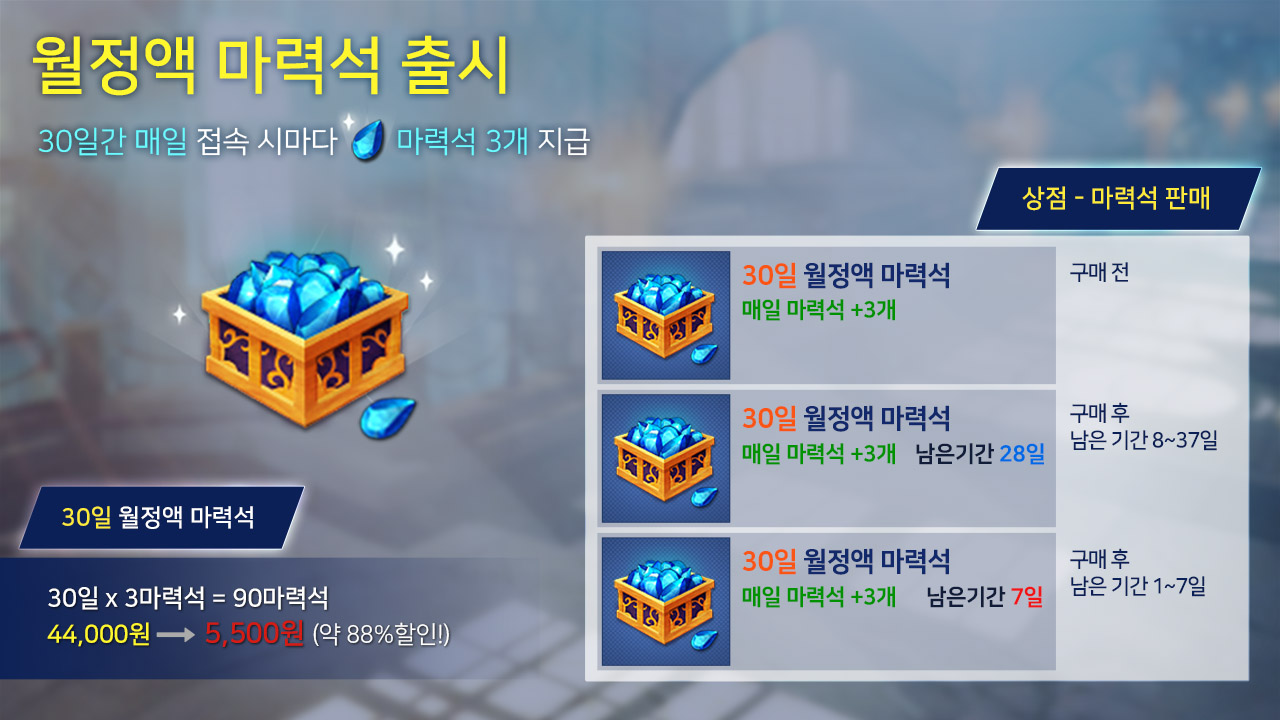 월정액 마력석 출시
30일간 매일 접속 시마다 마력석 3개 지급
상점 - 마력석 판매
30일 월정액 마력석
매일 마력석 +3개
구매 전
30일 월정액 마력석
매일 마력석 +3개 남은기간 28일
구매 후
남은 기간 8~37일
30일 월정액 마력석
매일 마력석 +3개 남은기간 7일
구매 후
남은 기간 1~7일
30일 월정액 마력석
30일 x 3마력석 = 90마력석
44,000원 → 5,500원 (약 88%할인!)